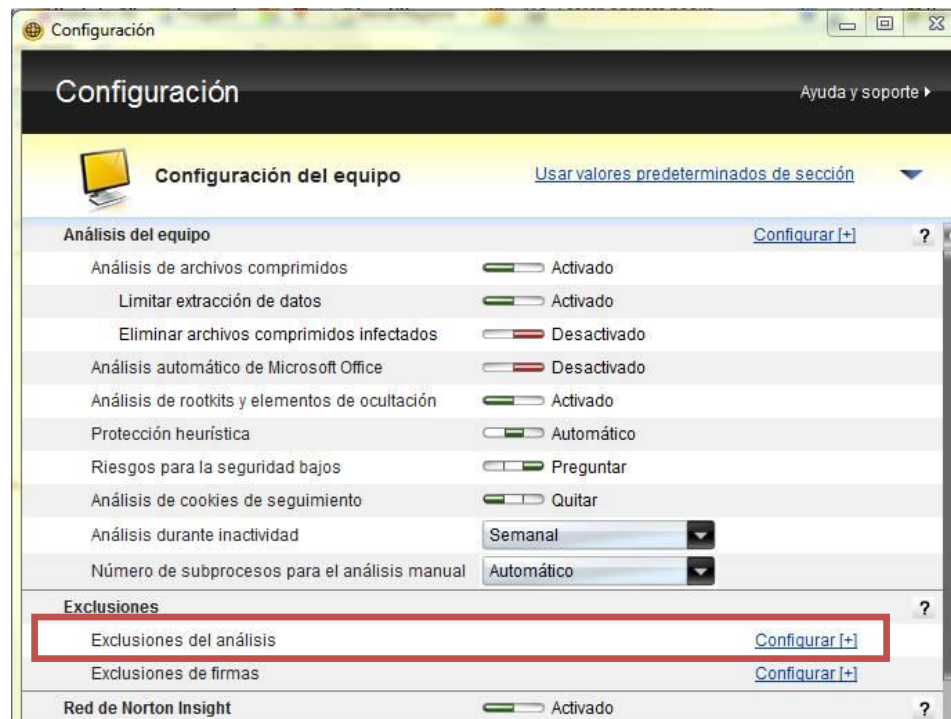 Configuración
Configuración
Ayuda y soporte
Configuración del equipo
Usar valores predeterminados de sección
Análisis del equipo Configurar [+] ?
Análisis de archivos comprimidos Activado
Limitar extracción de datos Activado
Eliminar archivos comprimidos infectados Desactivado
Análisis automático de Microsoft Office Desactivado
Análisis de rootkits y elementos de ocultación Activado
Protección heurística Automático
Riesgos para la seguridad bajos Preguntar
Análisis de cookies de seguimiento Quitar
Análisis durante inactividad Semanal
Número de subprocesos para el análisis manual Automático
Exclusiones ?
Exclusiones del análisis Configurar [+]
Exclusiones de firmas Configurar [+]
Red de Norton Insight Activado ?